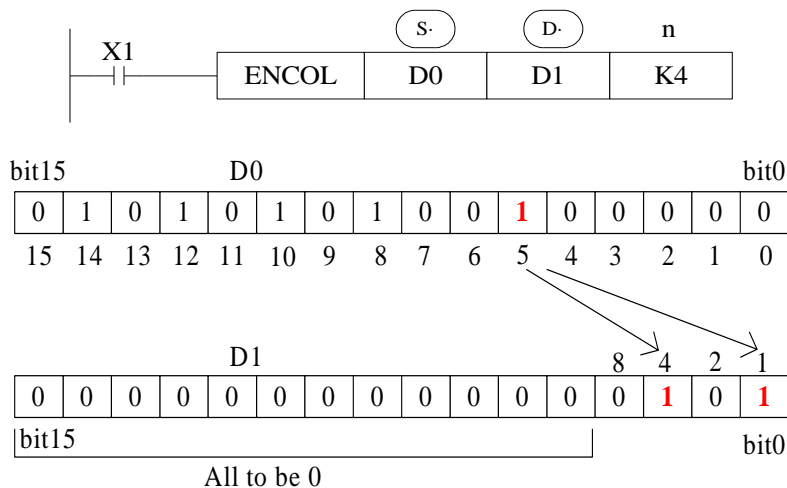 S· D· n
X1
ENCOL D0 D1 K4
bit15 D0 bit0
0 1 0 1 0 1 0 1 0 0 1 0 0 0 0 0
15 14 13 12 11 10 9 8 7 6 5 4 3 2 1 0
D1 8 4 2 1
0 0 0 0 0 0 0 0 0 0 0 0 0 1 0 1
bit15 bit0
All to be 0